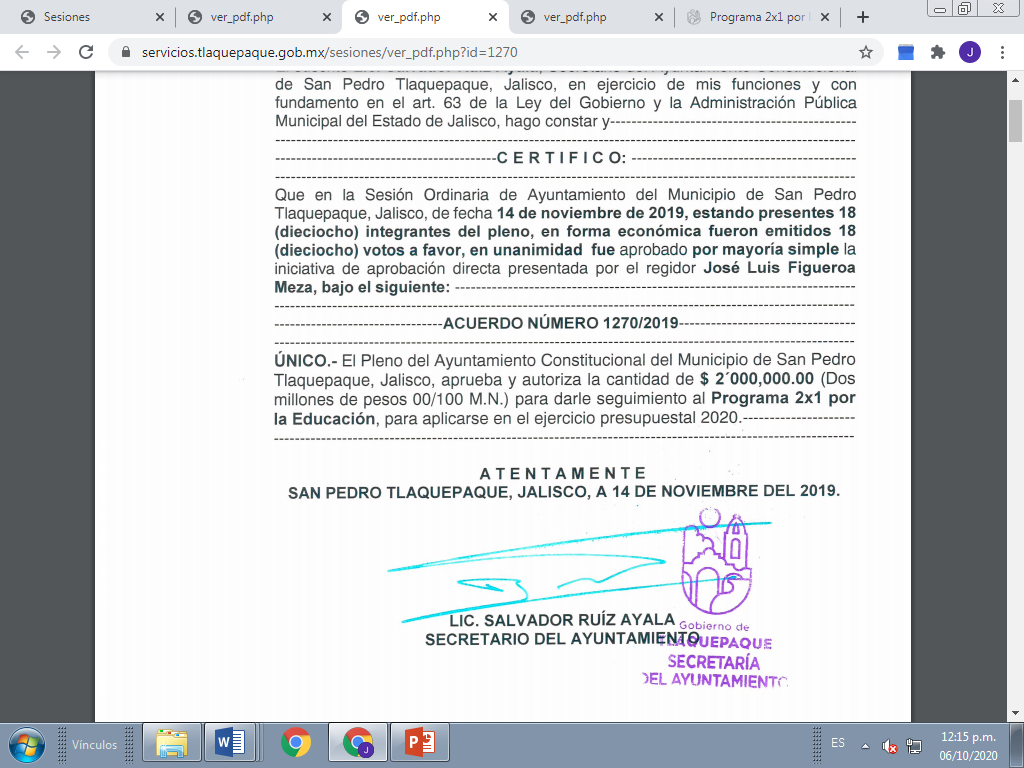 Sesiones
ver_pdf.php
ver_pdf.php
ver_pdf.php
Programa 2x1 por
servicios.tlaquepaque.gob.mx/sesiones/ver_pdf.php?id=1270
J
de San Pedro Tlaquepaque, Jalisco, en ejercicio de mis funciones y con
fundamento en el art. 63 de la Ley del Gobierno y la Administración Pública
Municipal del Estado de Jalisco, hago constar y-----------------------------------------------
---------------------------------------------------------------------------------------------------------------
------------------------------------------C E R T I F I C O: -------------------------------------------
---------------------------------------------------------------------------------------------------------------
Que en la Sesión Ordinaria de Ayuntamiento del Municipio de San Pedro
Tlaquepaque, Jalisco, de fecha 14 de noviembre de 2019, estando presentes 18
(dieciocho) integrantes del pleno, en forma económica fueron emitidos 18
(dieciocho) votos a favor, en unanimidad fue aprobado por mayoría simple la
iniciativa de aprobación directa presentada por el regidor José Luis Figueroa
Meza, bajo el siguiente: -----------------------------------------------------------------------------
---------------------------------------------------------------------------------------------------------------
--------------------------------ACUERDO NÚMERO 1270/2019----------------------------------
---------------------------------------------------------------------------------------------------------------
ÚNICO.- El Pleno del Ayuntamiento Constitucional del Municipio de San Pedro
Tlaquepaque, Jalisco, aprueba y autoriza la cantidad de $ 2´000,000.00 (Dos
millones de pesos 00/100 M.N.) para darle seguimiento al Programa 2x1 por
la Educación, para aplicarse en el ejercicio presupuestal 2020.----------------------
---------------------------------------------------------------------------------------------------------------
A T E N T A M E N T E
SAN PEDRO TLAQUEPAQUE, JALISCO, A 14 DE NOVIEMBRE DEL 2019.
LIC. SALVADOR RUÍZ AYALA
SECRETARIO DEL AYUNTAMIENTO
Gobierno de
TLAQUEPAQUE
SECRETARÍA
DEL AYUNTAMIENTO
Vínculos
ES
12:15 p.m.
06/10/2020